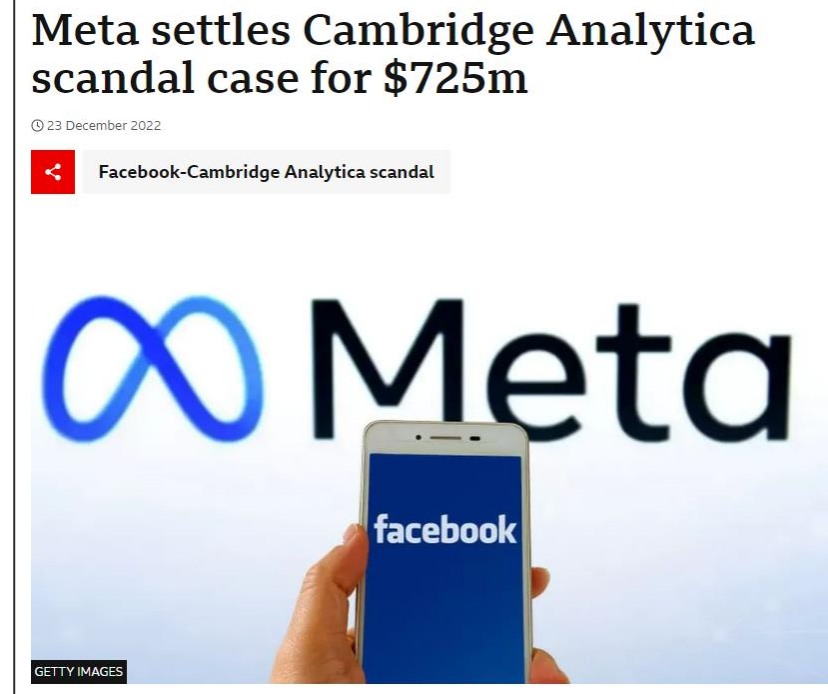 Meta settles Cambridge Analytica
scandal case for $725m
23 December 2022
Facebook-Cambridge Analytica scandal
Meta
facebook
GETTY IMAGES